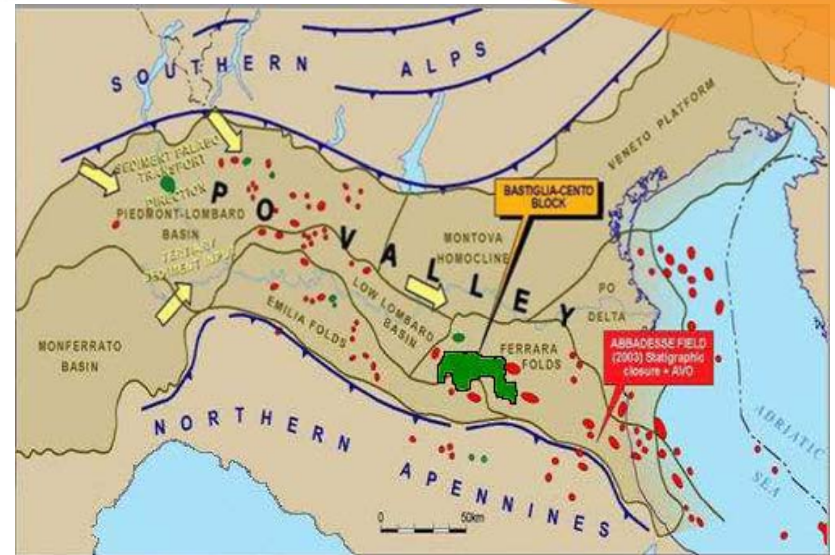 SOUTHERN ALPS
VENETO PLATFORM
SEDIMENT PALAEO
TRANSPORT
DIRECTION
PIEDMONT-LOMBARD
BASIN
PO VALLEY
BASTIGLIA-CENTO
BLOCK
MONTOVA
HOMOCLINE
TERTIARY
SEDIMENT INPUT
LOW LOMBARD
BASIN
EMILIA FOLDS
PO
DELTA
MONFERRATO
BASIN
FERRARA
FOLDS
ABBADESSE FIELD
(2003) Statigraphic
closure + AVO
ADRIATIC
SEA
NORTHERN APENNINES
0 50km